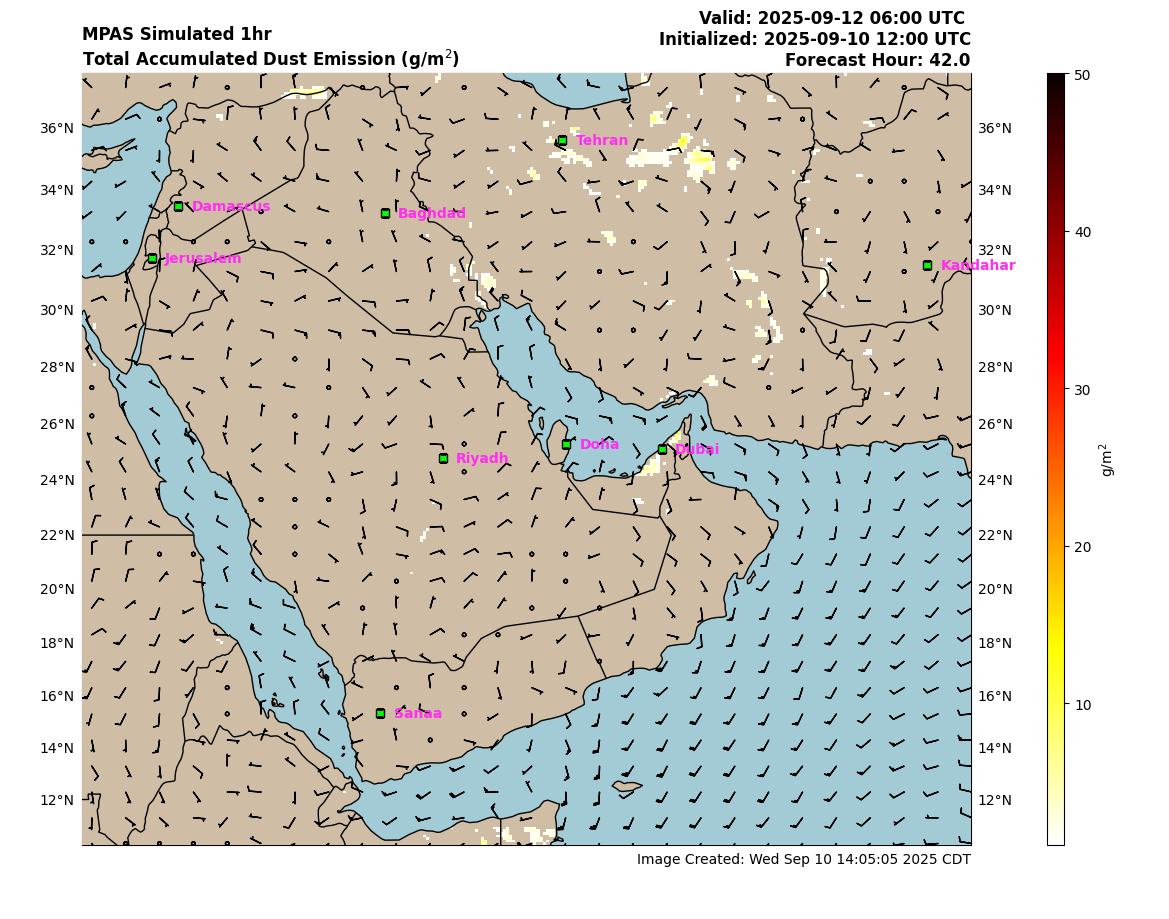 MPAS Simulated 1hr
Total Accumulated Dust Emission (g/m²)
Valid: 2025-09-12 06:00 UTC
Initialized: 2025-09-10 12:00 UTC
Forecast Hour: 42.0
36°N
34°N
32°N
30°N
28°N
26°N
24°N
22°N
20°N
18°N
16°N
14°N
12°N
Tehran
Damascus
Baghdad
Jerusalem
Kandahar
Doha
Dubai
Riyadh
Sanaa
36°N
34°N
32°N
30°N
28°N
26°N
24°N
22°N
20°N
18°N
16°N
14°N
12°N
50
40
30
20
10
g/m²
Image Created: Wed Sep 10 14:05:05 2025 CDT